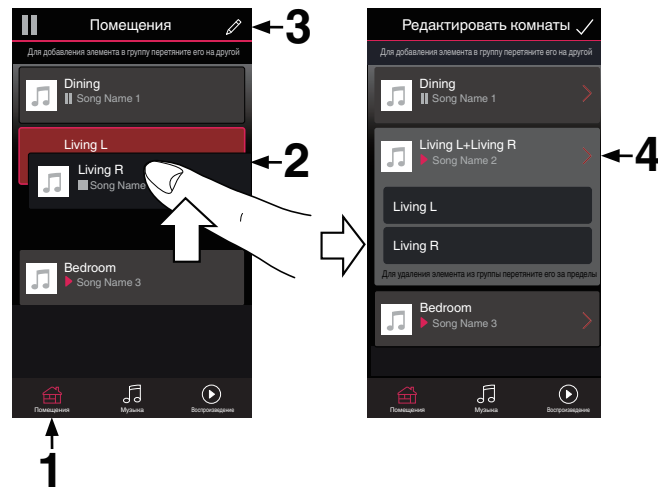 Помещения
3
Для добавления элемента в группу перетяните его на другой
Dining
Song Name 1
Living L
Living R
Song Name
2
Bedroom
Song Name 3
Помещения
Музыка
Воспроизведение
1
Редактировать комнаты
Для добавления элемента в группу перетяните его на другой
Dining
Song Name 1
Living L+Living R
Song Name 2
4
Living L
Living R
Для удаления элемента из группы перетяните его за пределы
Bedroom
Song Name 3
Помещения
Музыка
Воспроизведение